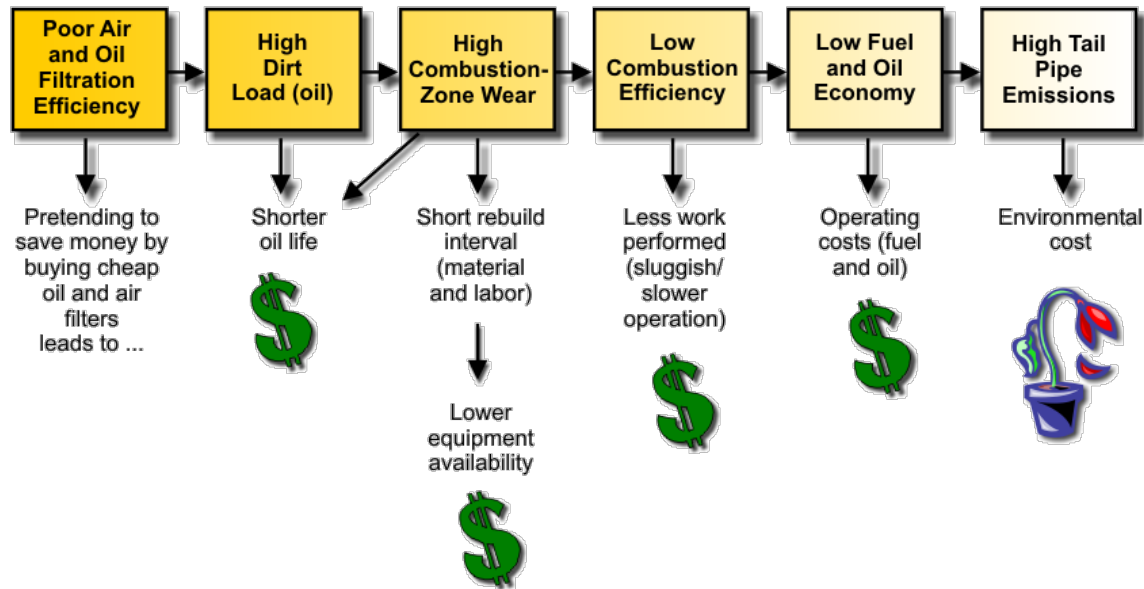 Poor Air
and Oil
Filtration
Efficiency
High
Dirt
Load (oil)
High
Combustion-
Zone Wear
Low
Combustion
Efficiency
Low Fuel
and Oil
Economy
High Tail
Pipe
Emissions
Pretending to
save money by
buying cheap
oil and air
filters
leads to ...
Shorter
oil life
Short rebuild
interval
(material
and labor)
Lower
equipment
availability
Less work
performed
(sluggish/
slower
operation)
Operating
costs (fuel
and oil)
Environmental
cost
$
$
$
$